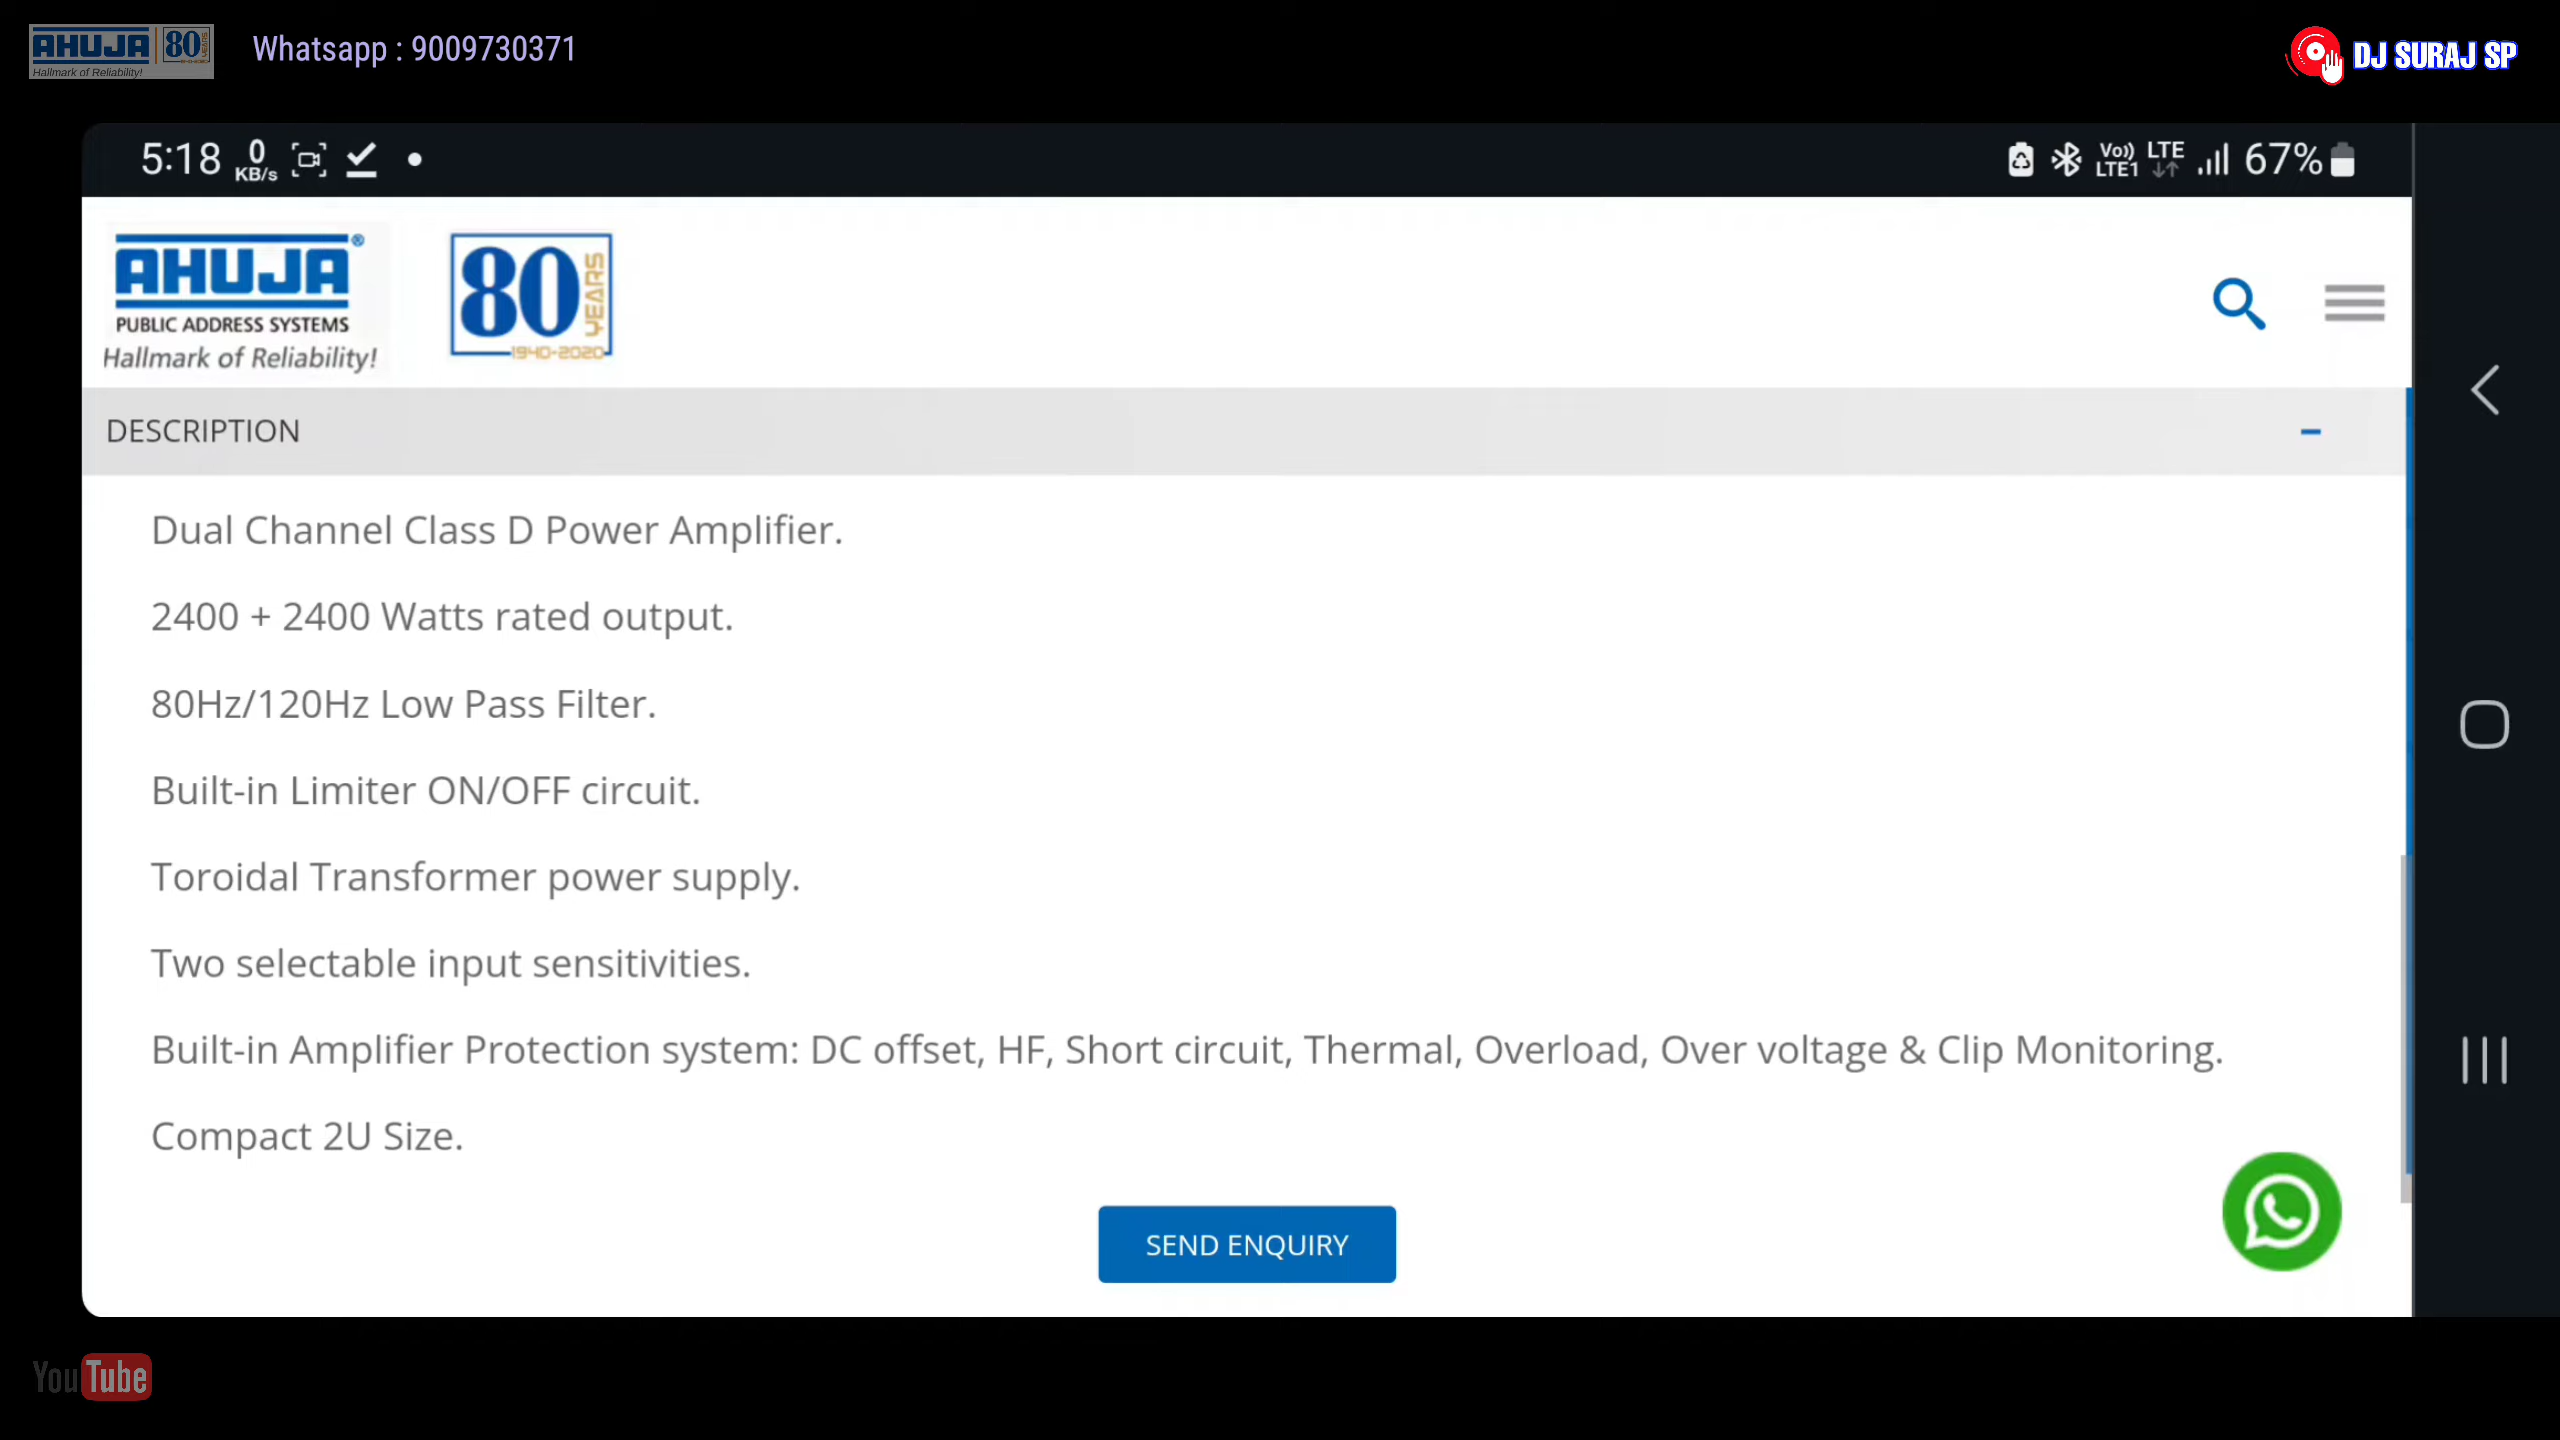 AHUJA 80 YEARS
Hallmark of Reliability!
Whatsapp : 9009730371
DJ SURAJ SP
5:18 0 KB/s
Vo)) LTE1 LTE 67%
AHUJA®
PUBLIC ADDRESS SYSTEMS
Hallmark of Reliability!
80 YEARS
1940-2020
DESCRIPTION
Dual Channel Class D Power Amplifier.
2400 + 2400 Watts rated output.
80Hz/120Hz Low Pass Filter.
Built-in Limiter ON/OFF circuit.
Toroidal Transformer power supply.
Two selectable input sensitivities.
Built-in Amplifier Protection system: DC offset, HF, Short circuit, Thermal, Overload, Over voltage & Clip Monitoring.
Compact 2U Size.
SEND ENQUIRY
YouTube